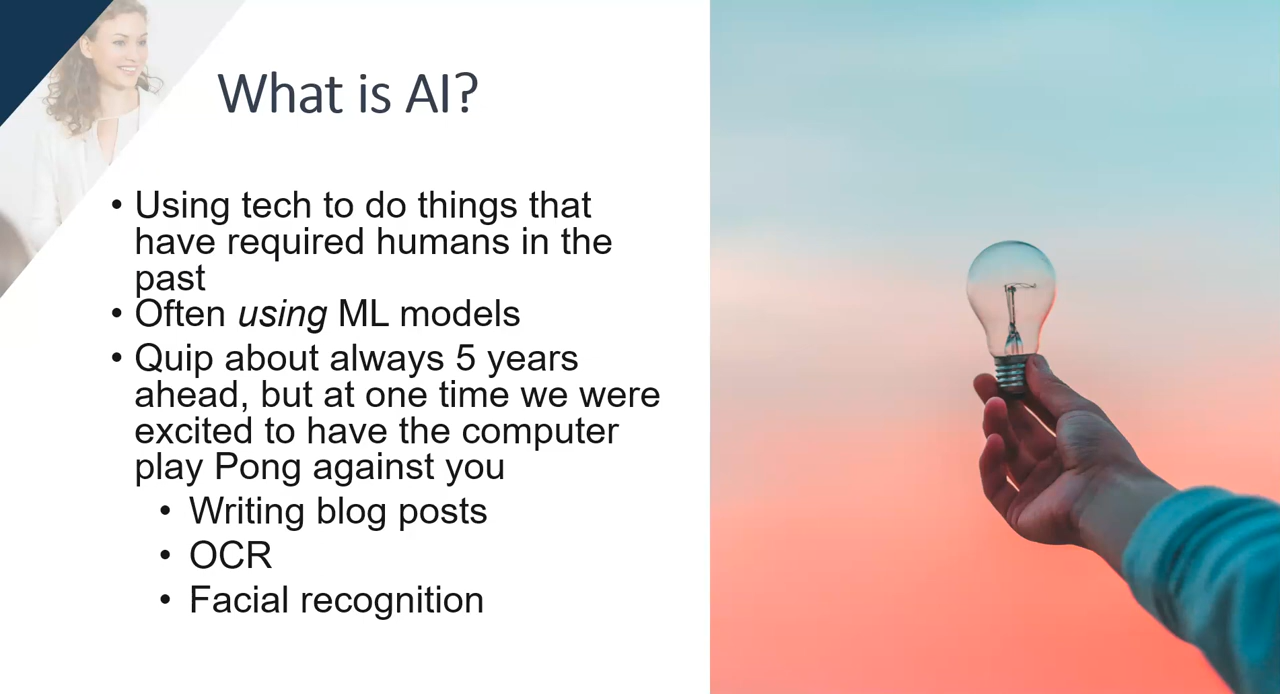 What is AI?
• Using tech to do things that
have required humans in the
past
• Often using ML models
• Quip about always 5 years
ahead, but at one time we were
excited to have the computer
play Pong against you
• Writing blog posts
• OCR
• Facial recognition